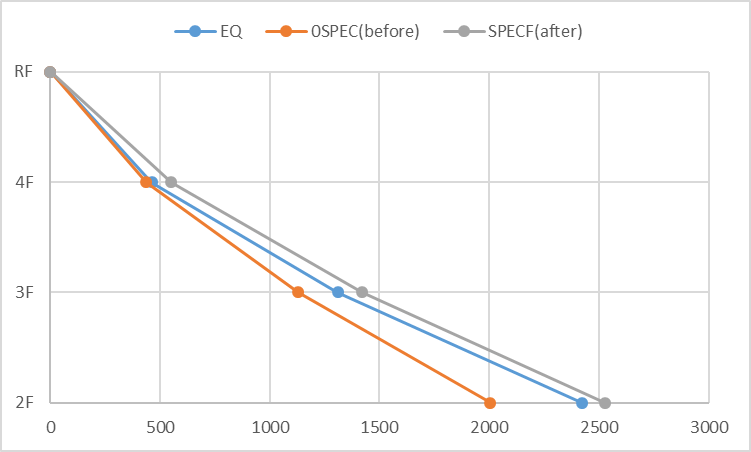 EQ 0SPEC(before) SPECF(after)
RF
4F
3F
2F
0 500 1000 1500 2000 2500 3000